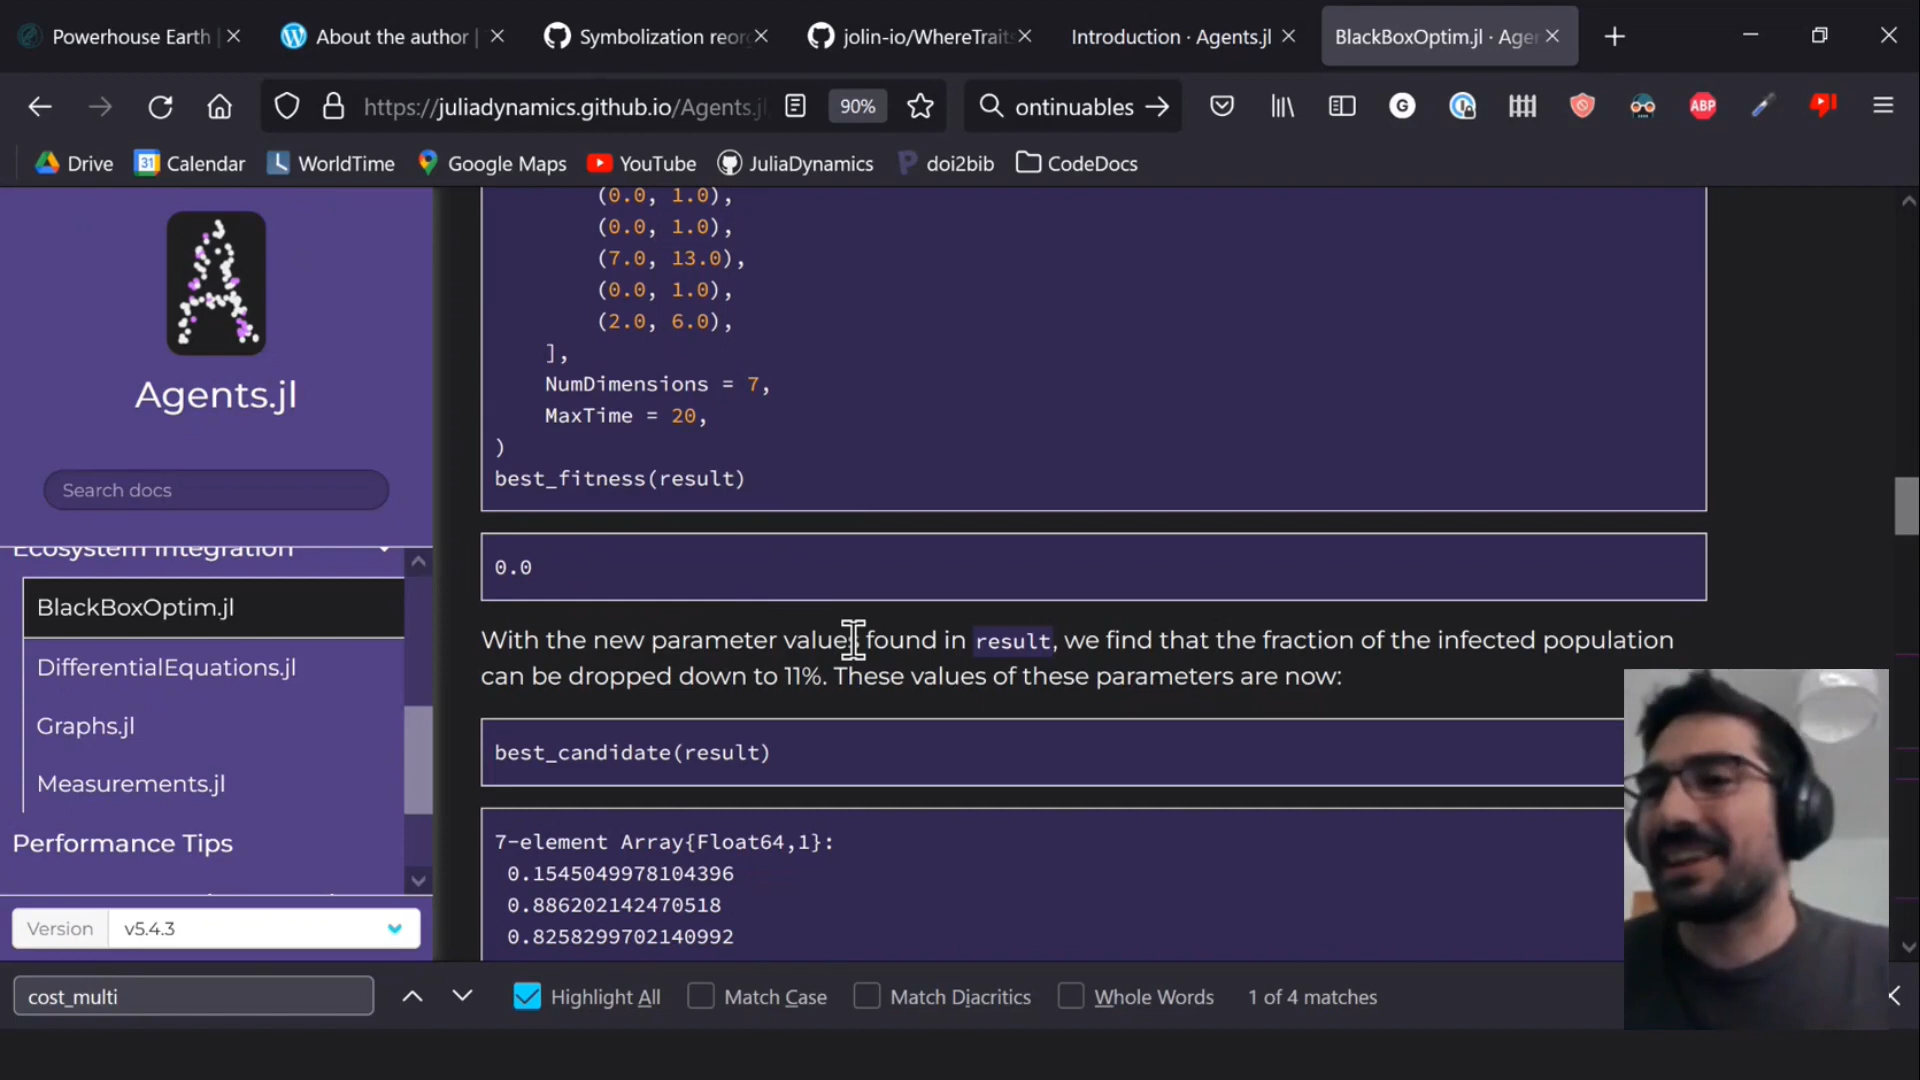 Powerhouse Earth
About the author |
Symbolization reor
jolin-io/WhereTraits
Introduction · Agents.jl
BlackBoxOptim.jl · Agen
https://juliadynamics.github.io/Agents.jl
90%
ontinuables
G
ABP
Drive
31
Calendar
WorldTime
Google Maps
YouTube
JuliaDynamics
doi2bib
CodeDocs
Agents.jl
Search docs
Ecosystem Integration
BlackBoxOptim.jl
DifferentialEquations.jl
Graphs.jl
Measurements.jl
Performance Tips
Version
v5.4.3
(0.0, 1.0),
(0.0, 1.0),
(7.0, 13.0),
(0.0, 1.0),
(2.0, 6.0),
],
NumDimensions = 7,
MaxTime = 20,
)
best_fitness(result)
0.0
With the new parameter values found in result, we find that the fraction of the infected population
can be dropped down to 11%. These values of these parameters are now:
best_candidate(result)
7-element Array{Float64,1}:
0.1545049978104396
0.886202142470518
0.8258299702140992
cost_multi
Highlight All
Match Case
Match Diacritics
Whole Words
1 of 4 matches